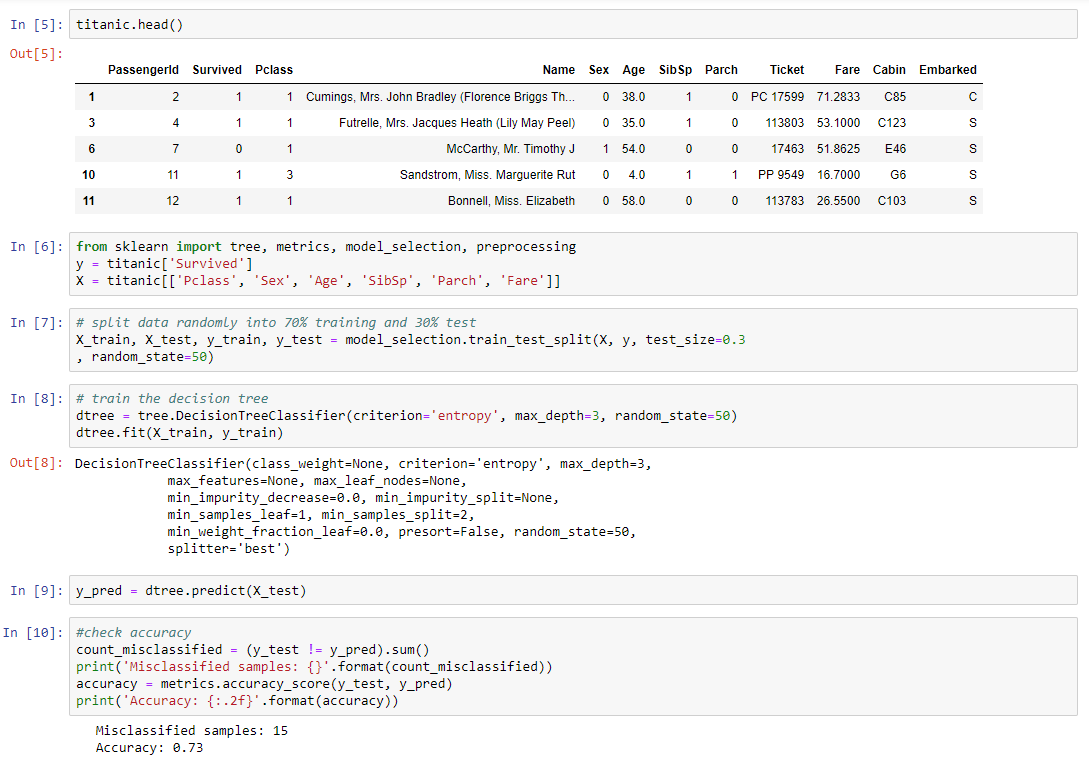 In [5]: titanic.head()
Out[5]:
PassengerId Survived Pclass Name Sex Age SibSp Parch Ticket Fare Cabin Embarked
1 2 1 1 Cumings, Mrs. John Bradley (Florence Briggs Th... 0 38.0 1 0 PC 17599 71.2833 C85 C
3 4 1 1 Futrelle, Mrs. Jacques Heath (Lily May Peel) 0 35.0 1 0 113803 53.1000 C123 S
6 7 0 1 McCarthy, Mr. Timothy J 1 54.0 0 0 17463 51.8625 E46 S
10 11 1 3 Sandstrom, Miss. Marguerite Rut 0 4.0 1 1 PP 9549 16.7000 G6 S
11 12 1 1 Bonnell, Miss. Elizabeth 0 58.0 0 0 113783 26.5500 C103 S
In [6]: from sklearn import tree, metrics, model_selection, preprocessing
y = titanic['Survived']
X = titanic[['Pclass', 'Sex', 'Age', 'SibSp', 'Parch', 'Fare']]
In [7]: # split data randomly into 70% training and 30% test
X_train, X_test, y_train, y_test = model_selection.train_test_split(X, y, test_size=0.3
, random_state=50)
In [8]: # train the decision tree
dtree = tree.DecisionTreeClassifier(criterion='entropy', max_depth=3, random_state=50)
dtree.fit(X_train, y_train)
Out[8]: DecisionTreeClassifier(class_weight=None, criterion='entropy', max_depth=3,
max_features=None, max_leaf_nodes=None,
min_impurity_decrease=0.0, min_impurity_split=None,
min_samples_leaf=1, min_samples_split=2,
min_weight_fraction_leaf=0.0, presort=False, random_state=50,
splitter='best')
In [9]: y_pred = dtree.predict(X_test)
In [10]: #check accuracy
count_misclassified = (y_test != y_pred).sum()
print('Misclassified samples: {}'.format(count_misclassified))
accuracy = metrics.accuracy_score(y_test, y_pred)
print('Accuracy: {:.2f}'.format(accuracy))
Misclassified samples: 15
Accuracy: 0.73